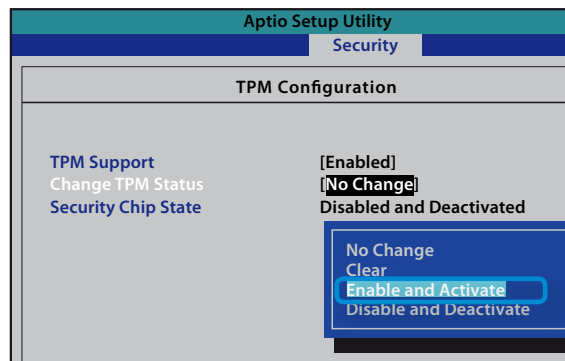 Aptio Setup Utility
Security
TPM Configuration
TPM Support [Enabled]
Change TPM Status [No Change]
Security Chip State Disabled and Deactivated
No Change
Clear
Enable and Activate
Disable and Deactivate